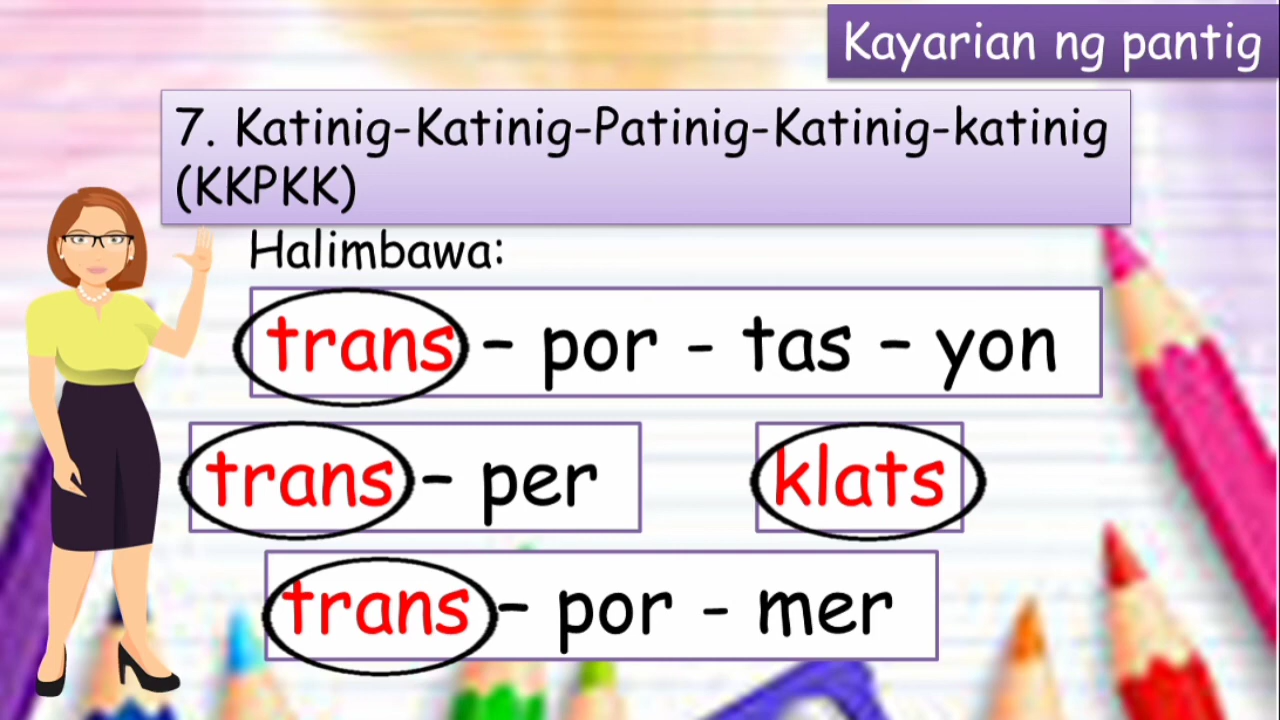 Kayarian ng pantig
7. Katinig-Katinig-Patinig-Katinig-katinig
(KKPKK)
Halimbawa:
trans – por - tas – yon
trans – per
klats
trans – por - mer